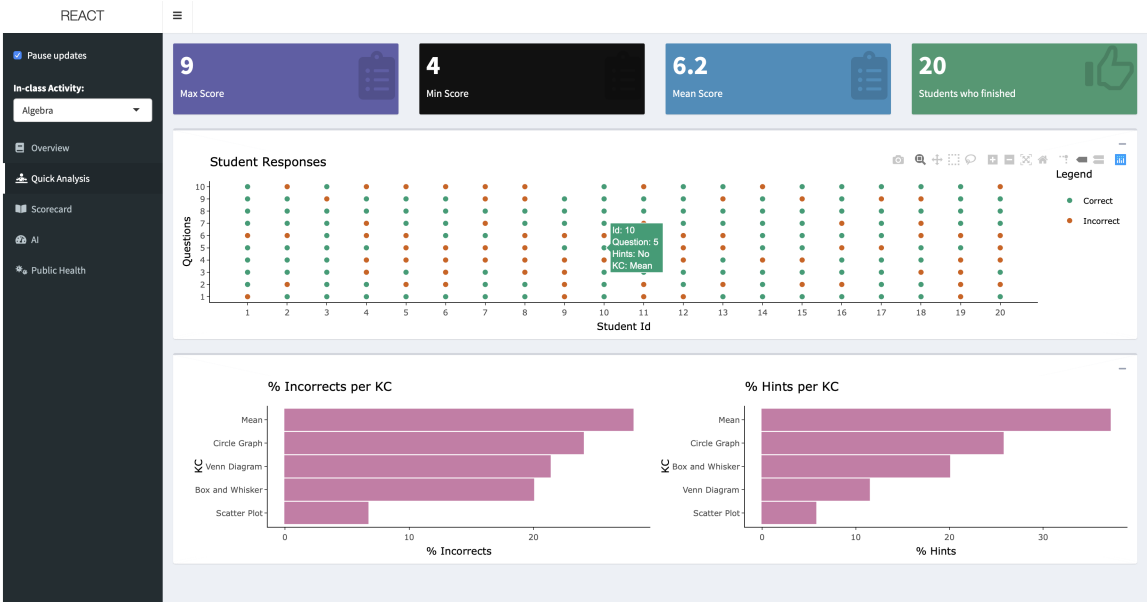 REACT
Pause updates
In-class Activity:
Algebra
Overview
Quick Analysis
Scorecard
AI
Public Health
9
Max Score
4
Min Score
6.2
Mean Score
20
Students who finished
Student Responses
Questions
10
9
8
7
6
5
4
3
2
1
Id: 10
Question: 5
Hints: No
KC: Mean
1 2 3 4 5 6 7 8 9 10 11 12 13 14 15 16 17 18 19 20
Student Id
Legend
Correct
Incorrect
% Incorrects per KC
KC
Mean
Circle Graph
Venn Diagram
Box and Whisker
Scatter Plot
0 10 20
% Incorrects
% Hints per KC
KC
Mean
Circle Graph
Box and Whisker
Venn Diagram
Scatter Plot
0 10 20 30
% Hints